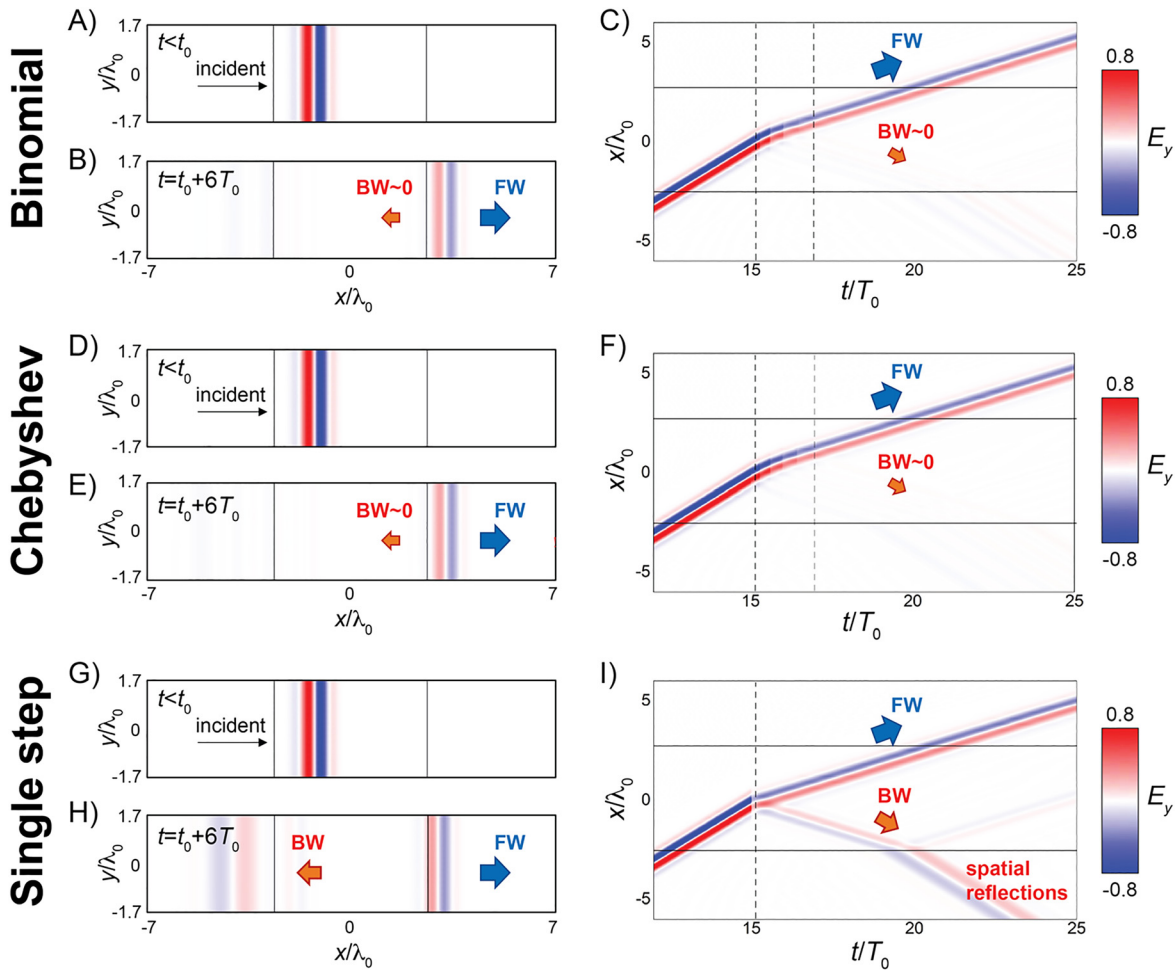 Binomial
A)
t<t0
incident
y/λ0
1.7
0
-1.7
B)
t=t0+6T0
BW~0
FW
y/λ0
1.7
0
-1.7
-7
0
7
x/λ0
C)
FW
BW~0
x/λ0
5
0
-5
15
20
25
t/T0
0.8
Ey
-0.8
Chebyshev
D)
t<t0
incident
y/λ0
1.7
0
-1.7
E)
t=t0+6T0
BW~0
FW
y/λ0
1.7
0
-1.7
-7
0
7
x/λ0
F)
FW
BW~0
x/λ0
5
0
-5
15
20
25
t/T0
0.8
Ey
-0.8
Single step
G)
t<t0
incident
y/λ0
1.7
0
-1.7
H)
t=t0+6T0
BW
FW
y/λ0
1.7
0
-1.7
-7
0
7
x/λ0
I)
FW
BW
spatial
reflections
x/λ0
5
0
-5
15
20
25
t/T0
0.8
Ey
-0.8